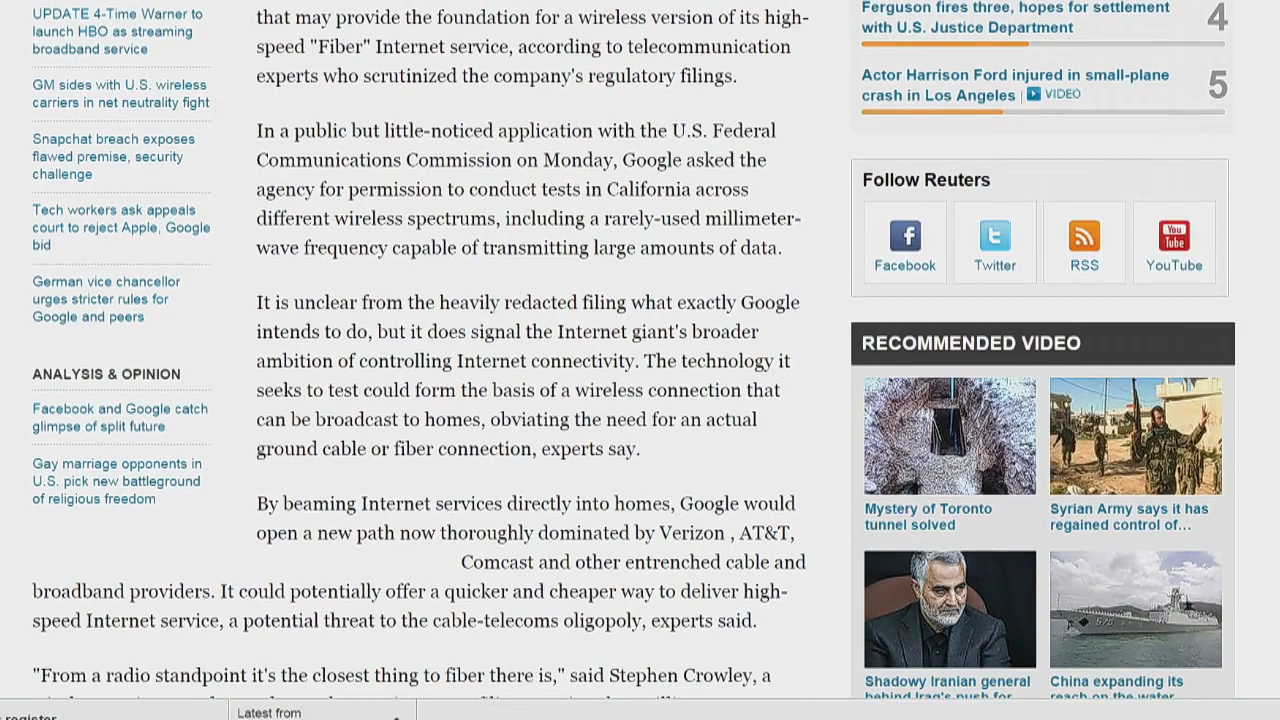 UPDATE 4-Time Warner to
launch HBO as streaming
broadband service
GM sides with U.S. wireless
carriers in net neutrality fight
Snapchat breach exposes
flawed premise, security
challenge
Tech workers ask appeals
court to reject Apple, Google
bid
German vice chancellor
urges stricter rules for
Google and peers
ANALYSIS & OPINION
Facebook and Google catch
glimpse of split future
Gay marriage opponents in
U.S. pick new battleground
of religious freedom
that may provide the foundation for a wireless version of its high-
speed "Fiber" Internet service, according to telecommunication
experts who scrutinized the company's regulatory filings.
In a public but little-noticed application with the U.S. Federal
Communications Commission on Monday, Google asked the
agency for permission to conduct tests in California across
different wireless spectrums, including a rarely-used millimeter-
wave frequency capable of transmitting large amounts of data.
It is unclear from the heavily redacted filing what exactly Google
intends to do, but it does signal the Internet giant's broader
ambition of controlling Internet connectivity. The technology it
seeks to test could form the basis of a wireless connection that
can be broadcast to homes, obviating the need for an actual
ground cable or fiber connection, experts say.
By beaming Internet services directly into homes, Google would
open a new path now thoroughly dominated by Verizon , AT&T,
Comcast and other entrenched cable and
broadband providers. It could potentially offer a quicker and cheaper way to deliver high-
speed Internet service, a potential threat to the cable-telecoms oligopoly, experts said.
"From a radio standpoint it's the closest thing to fiber there is," said Stephen Crowley, a
Ferguson fires three, hopes for settlement
with U.S. Justice Department
4
Actor Harrison Ford injured in small-plane
crash in Los Angeles | VIDEO
5
Follow Reuters
Facebook
Twitter
RSS
You
Tube
YouTube
RECOMMENDED VIDEO
Mystery of Toronto
tunnel solved
Syrian Army says it has
regained control of...
575
Shadowy Iranian general
behind Iraq's push for
China expanding its
reach on the water
register
Latest from